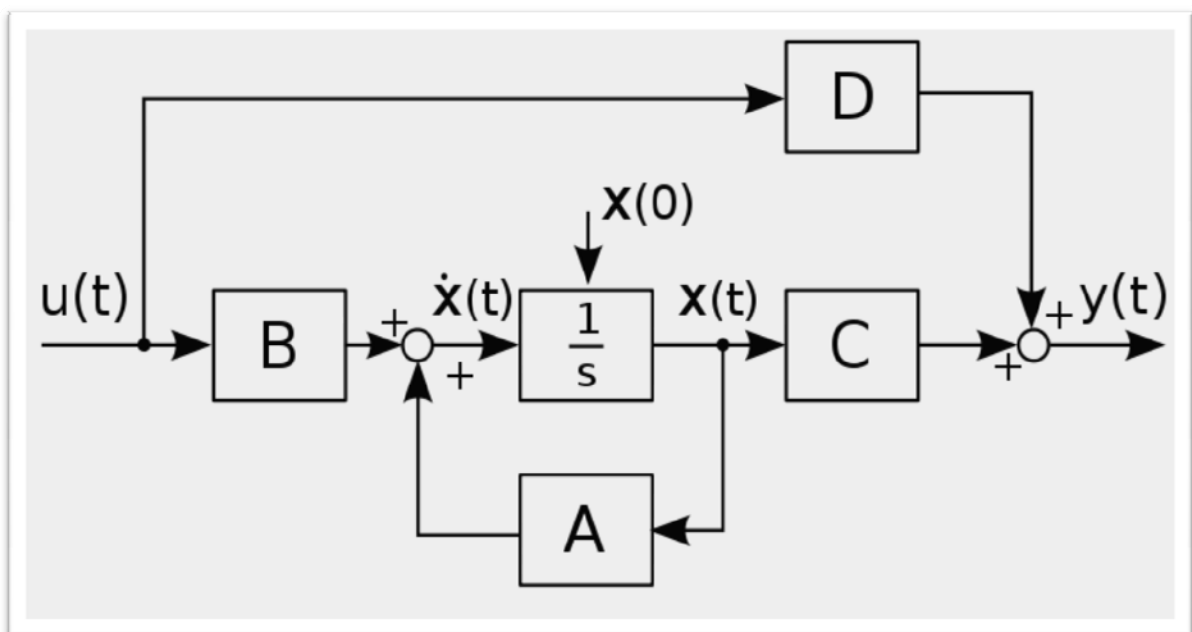 D
x(0)
u(t)
B
+
+
ẋ(t)
1
s
x(t)
C
+
+
y(t)
A